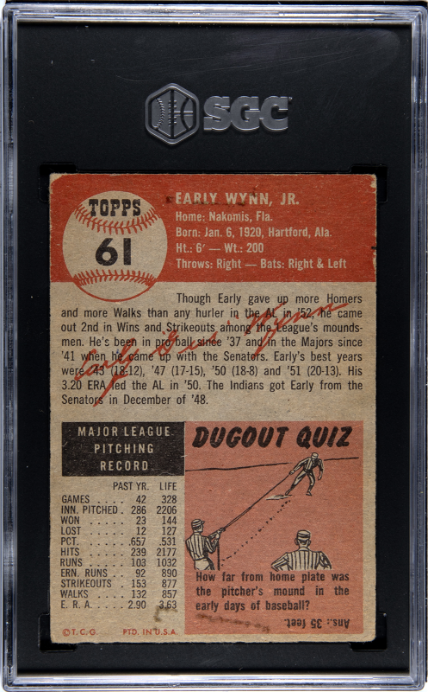 SGC
TOPPS
61
EARLY WYNN, JR.
Home: Nakomis, Fla.
Born: Jan. 6, 1920, Hartford, Ala.
Ht.: 6' — Wt.: 200
Throws: Right — Bats: Right & Left
Though Early gave up more Homers
and more Walks than any hurler in the AL in '52, he came
out 2nd in Wins and Strikeouts among the League's mounds-
men. He's been in pro ball since '37 and in the Majors since
'41 when he came up with the Senators. Early's best years
were '43 (18-12), '47 (17-15), '50 (18-8) and '51 (20-13). His
3.20 ERA led the AL in '50. The Indians got Early from the
Senators in December of '48.
Early Wynn
MAJOR LEAGUE
PITCHING
RECORD
PAST YR. LIFE
GAMES . . . . 42 328
INN. PITCHED . 286 2206
WON . . . . . 23 144
LOST . . . . . 12 127
PCT. . . . . . .657 .531
HITS . . . . . 239 2177
RUNS . . . . . 103 1032
ERN. RUNS . . 92 890
STRIKEOUTS . . 153 877
WALKS . . . . 132 857
E. R. A. . . . . 2.90 3.63
DUGOUT QUIZ
How far from home plate was
the pitcher's mound in the
early days of baseball?
Ans.: 35 feet.
© T. C. G. PTD. IN U.S.A.